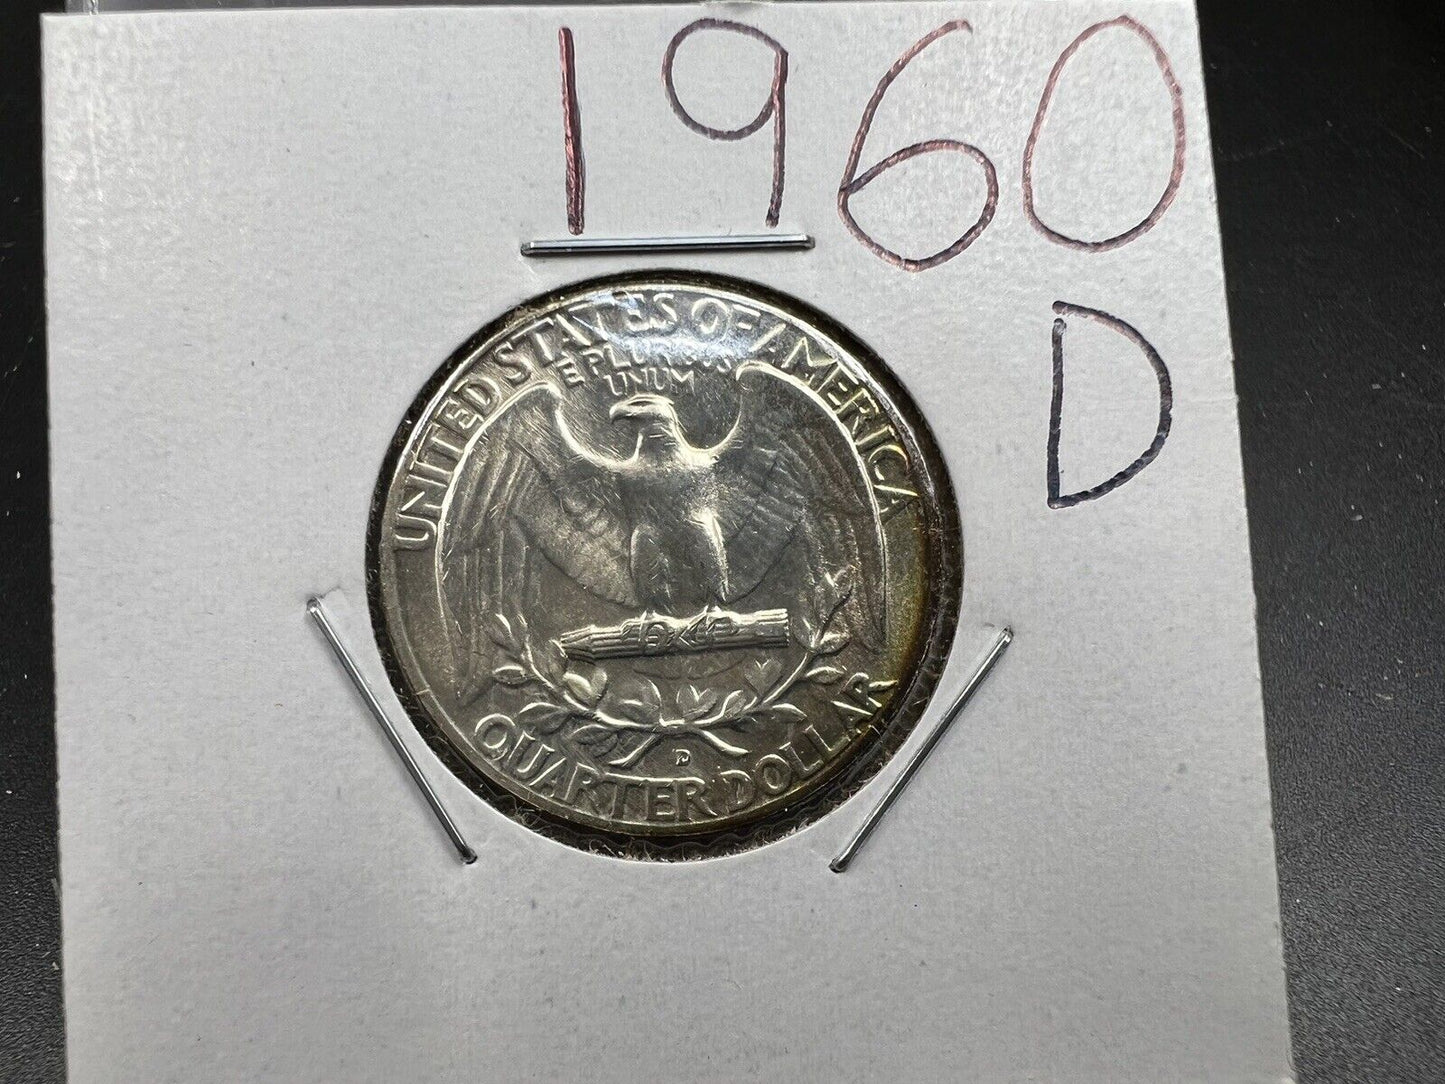 1960
D
UNITED STATES OF AMERICA
E PLURIBUS
UNUM
D
QUARTER DOLLAR